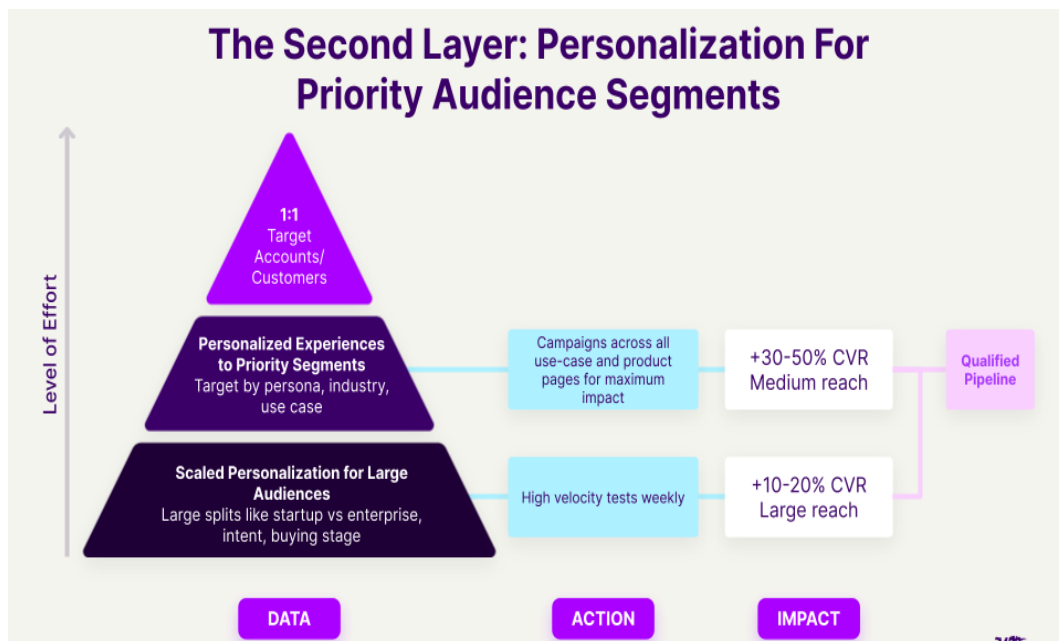 The Second Layer: Personalization For
Priority Audience Segments
Level of Effort
1:1
Target
Accounts/
Customers
Personalized Experiences
to Priority Segments
Target by persona, industry,
use case
Campaigns across all
use-case and product
pages for maximum
impact
+30-50% CVR
Medium reach
Qualified
Pipeline
Scaled Personalization for Large
Audiences
Large splits like startup vs enterprise,
intent, buying stage
High velocity tests weekly
+10-20% CVR
Large reach
DATA
ACTION
IMPACT